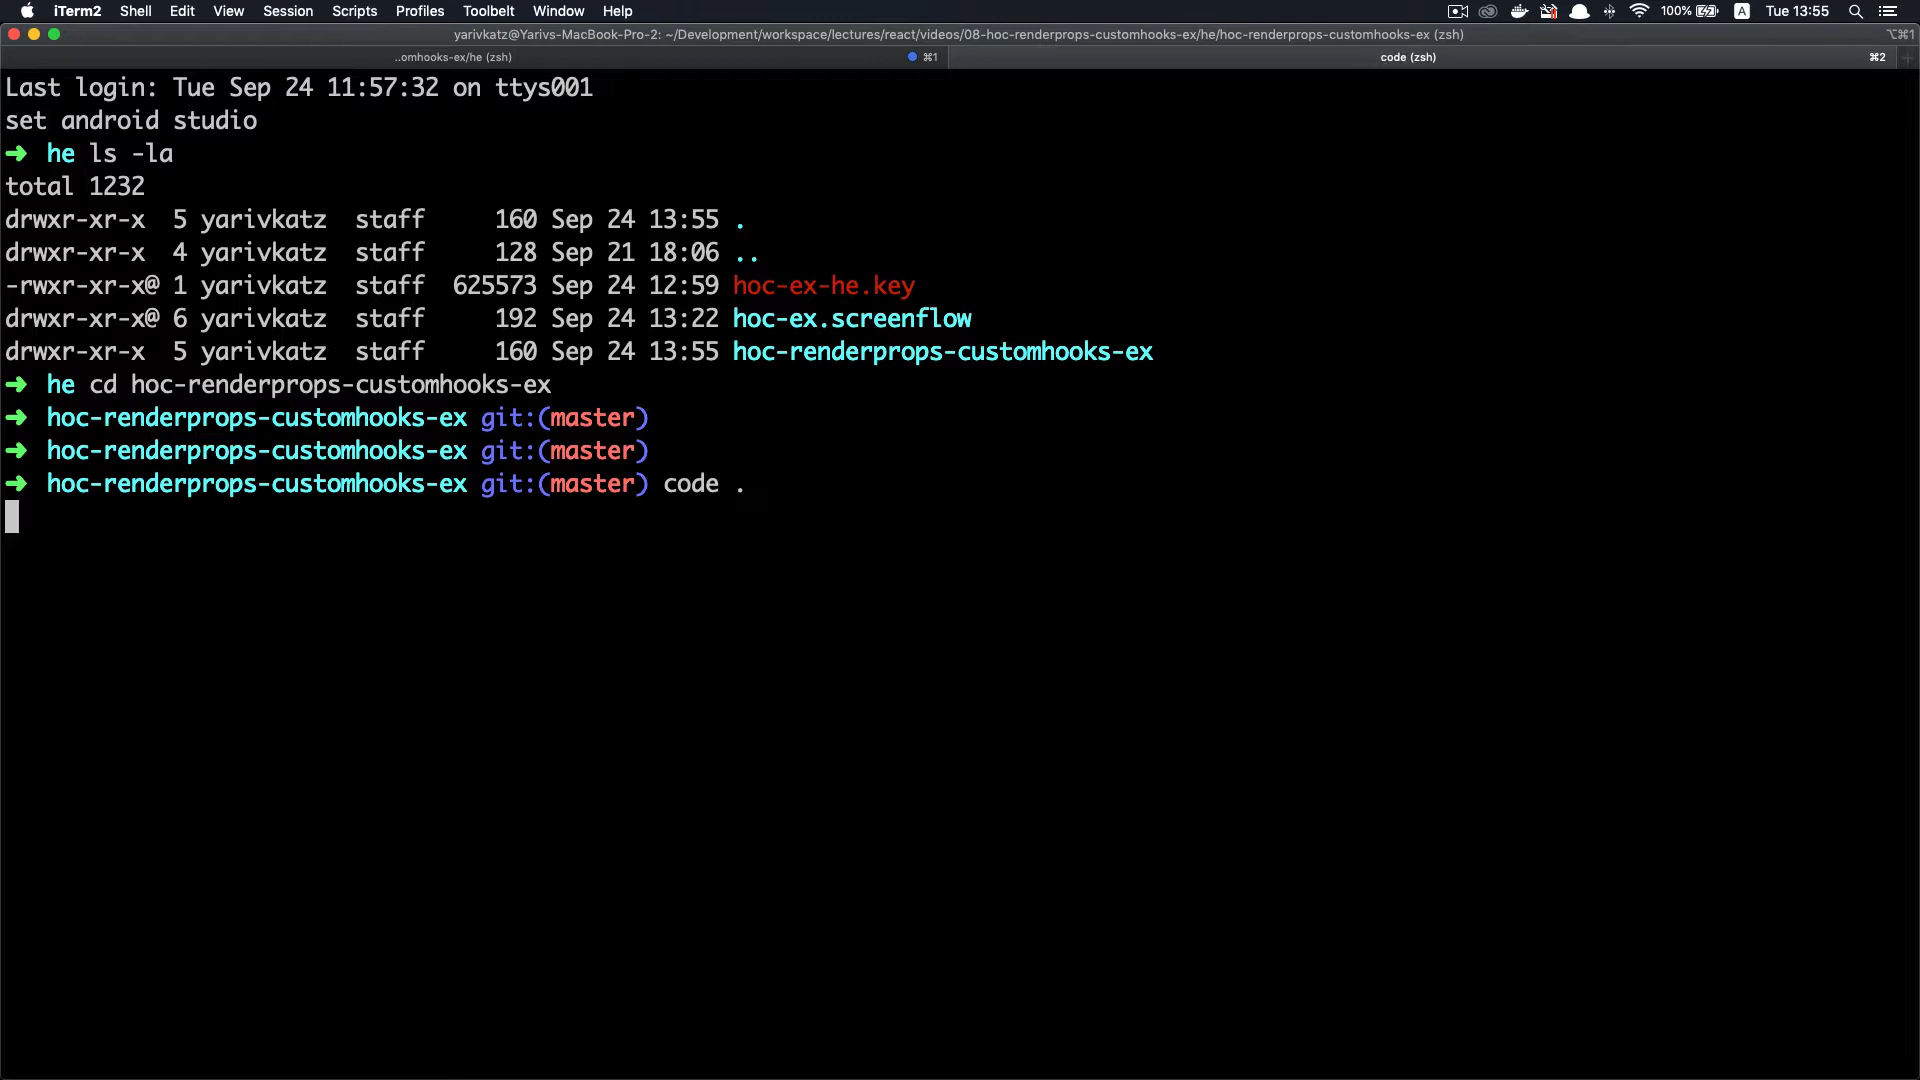 iTerm2 Shell Edit View Session Scripts Profiles Toolbelt Window Help 100% A Tue 13:55
yarivkatz@Yarivs-MacBook-Pro-2: ~/Development/workspace/lectures/react/videos/08-hoc-renderprops-customhooks-ex/he/hoc-renderprops-customhooks-ex (zsh) ⌥⌘1
..omhooks-ex/he (zsh) ⌘1 code (zsh) ⌘2
Last login: Tue Sep 24 11:57:32 on ttys001
set android studio
➜ he ls -la
total 1232
drwxr-xr-x 5 yarivkatz staff 160 Sep 24 13:55 .
drwxr-xr-x 4 yarivkatz staff 128 Sep 21 18:06 ..
-rwxr-xr-x@ 1 yarivkatz staff 625573 Sep 24 12:59 hoc-ex-he.key
drwxr-xr-x@ 6 yarivkatz staff 192 Sep 24 13:22 hoc-ex.screenflow
drwxr-xr-x 5 yarivkatz staff 160 Sep 24 13:55 hoc-renderprops-customhooks-ex
➜ he cd hoc-renderprops-customhooks-ex
➜ hoc-renderprops-customhooks-ex git:(master)
➜ hoc-renderprops-customhooks-ex git:(master)
➜ hoc-renderprops-customhooks-ex git:(master) code .